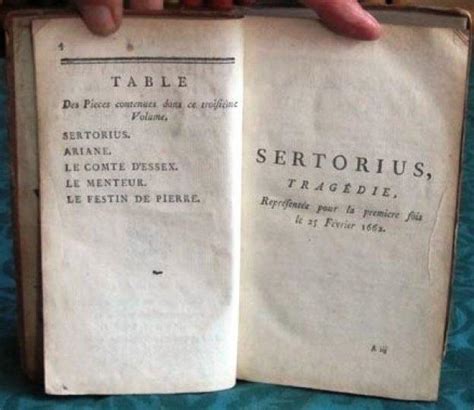 TABLE
Des Pieces contenues dans ce troisieme
Volume.
SERTORIUS.
ARIANE.
LE COMTE D'ESSEX.
LE MENTEUR.
LE FESTIN DE PIERRE.
SERTORIUS,
TRAGÉDIE,
Représentée pour la premiere fois
le 25 Février 1662.
A iij